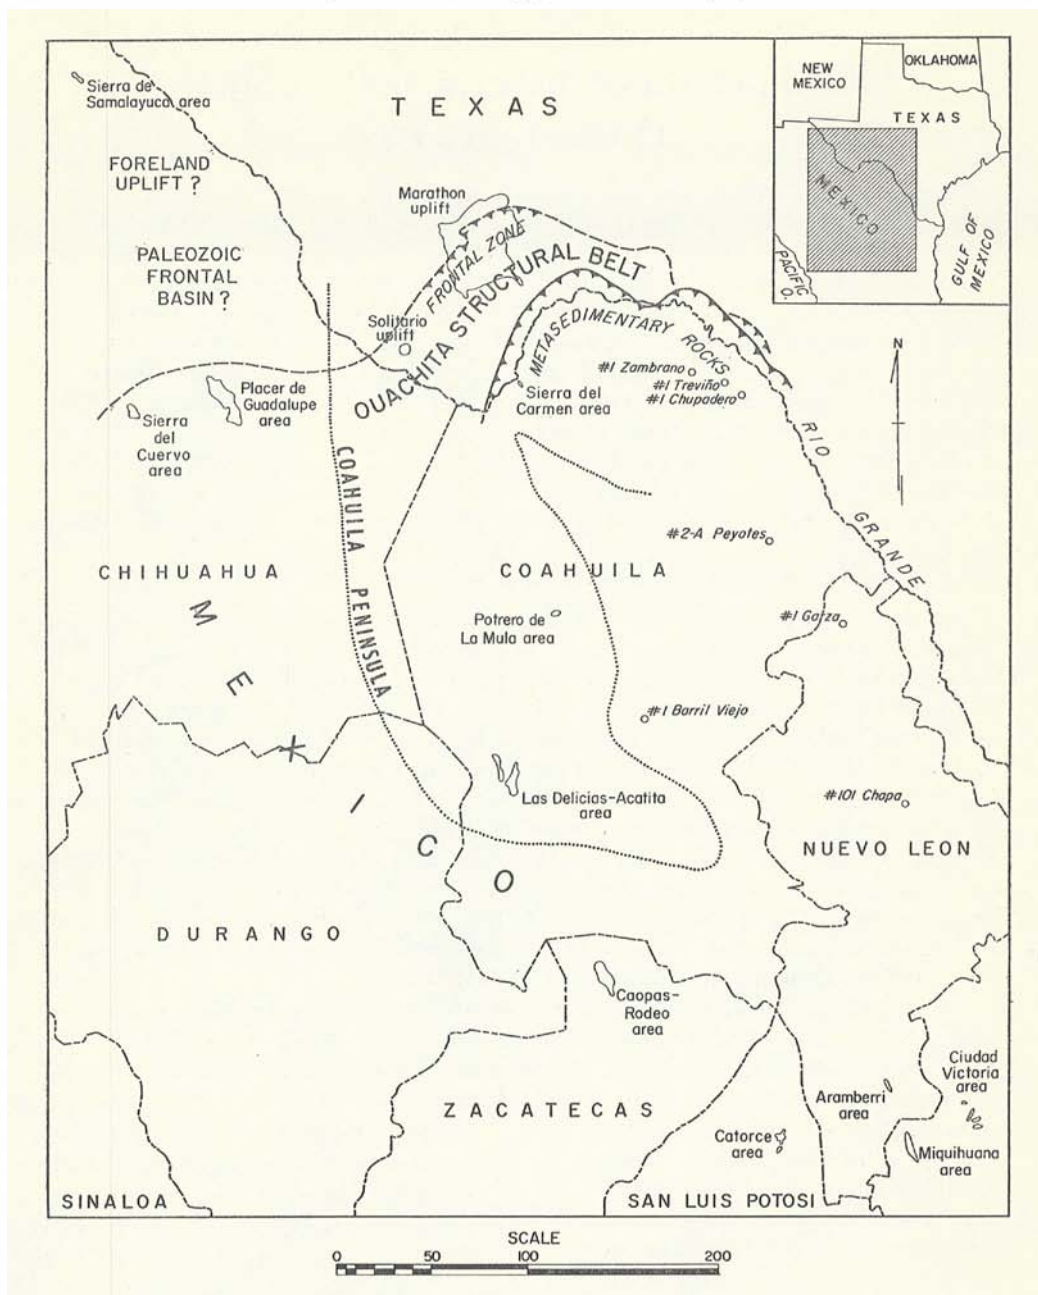 Sierra de
Samalayuca area
TEXAS
NEW
MEXICO
OKLAHOMA
TEXAS
MEXICO
PACIFIC
O.
GULF OF
MEXICO
FORELAND
UPLIFT ?
PALEOZOIC
FRONTAL
BASIN ?
Marathon
uplift
FRONTAL ZONE
OUACHITA STRUCTURAL BELT
METASEDIMENTARY ROCKS
Solitario
uplift
Placer de
Guadalupe
area
Sierra
del
Cuervo
area
Sierra del
Carmen area
#1 Zambrano
#1 Treviño
#1 Chupadero
N
RIO GRANDE
COAHUILA PENINSULA
#2-A Peyotes
CHIHUAHUA
COAHUILA
MEXICO
Potrero de
La Mula area
#1 Garza
#1 Barril Viejo
Las Delicias-Acatita
area
#101 Chapa
NUEVO LEON
DURANGO
Caopas-
Rodeo
area
Ciudad
Victoria
area
Aramberri
area
ZACATECAS
Catorce
area
Miquihuana
area
SINALOA
SAN LUIS POTOSI
SCALE
0 50 100 200